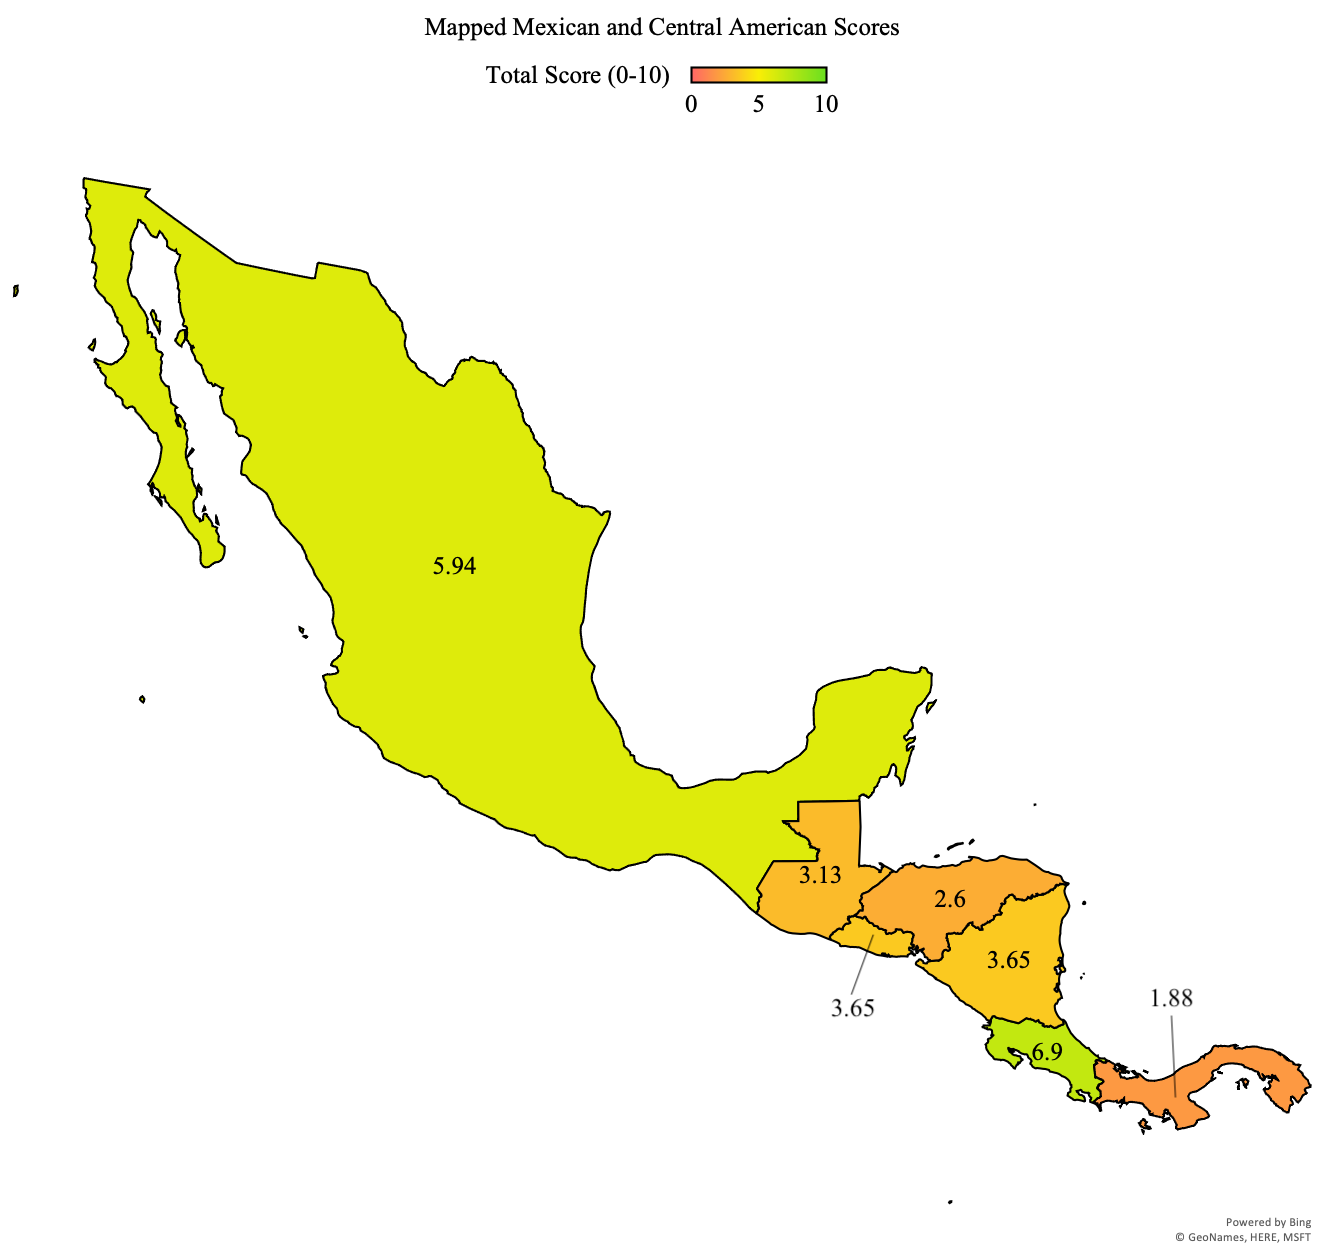 Mapped Mexican and Central American Scores
Total Score (0-10)
0 5 10
5.94
3.13
2.6
3.65
3.65
1.88
6.9
Powered by Bing
© GeoNames, HERE, MSFT